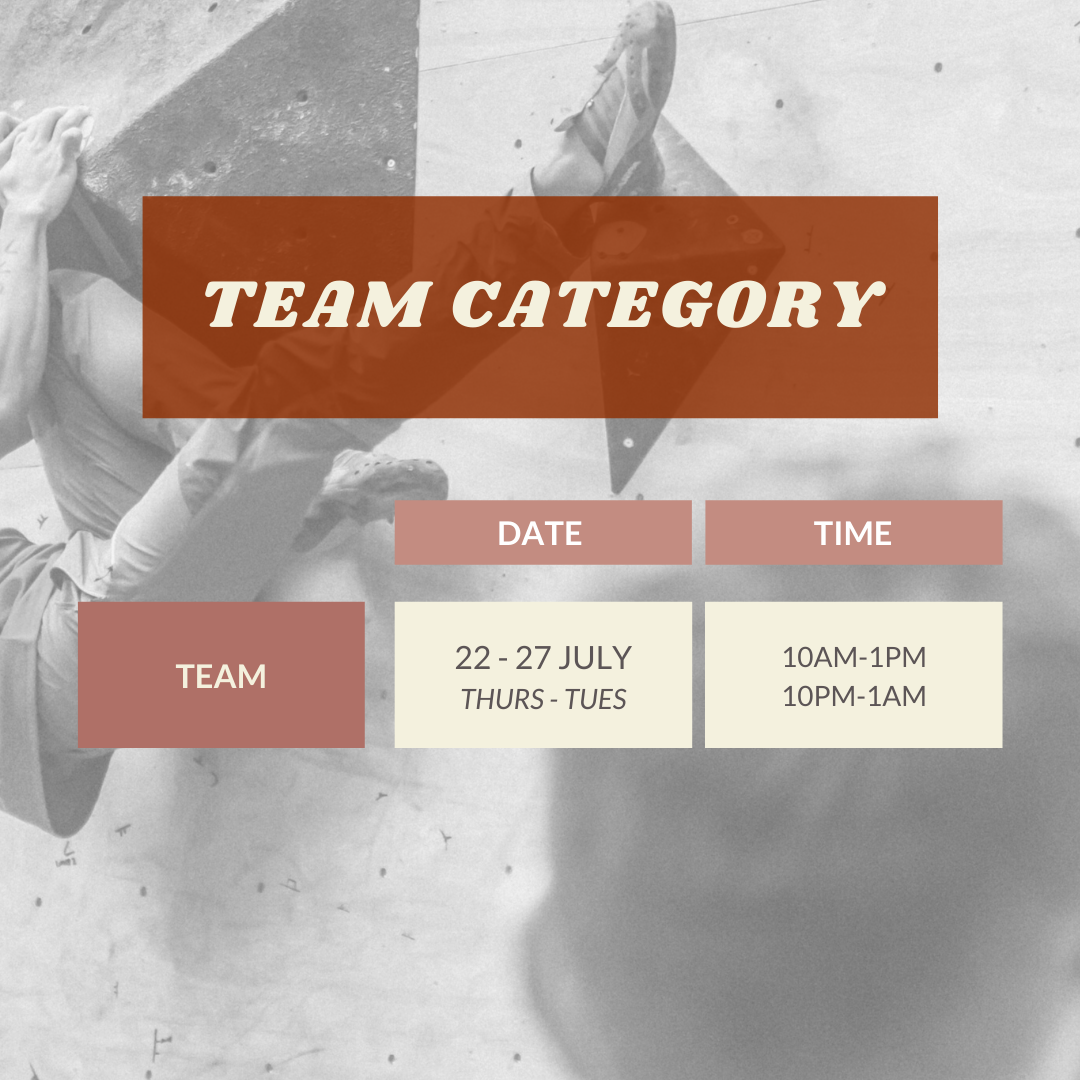 TEAM CATEGORY
DATE
TIME
TEAM
22 - 27 JULY
THURS - TUES
10AM-1PM
10PM-1AM